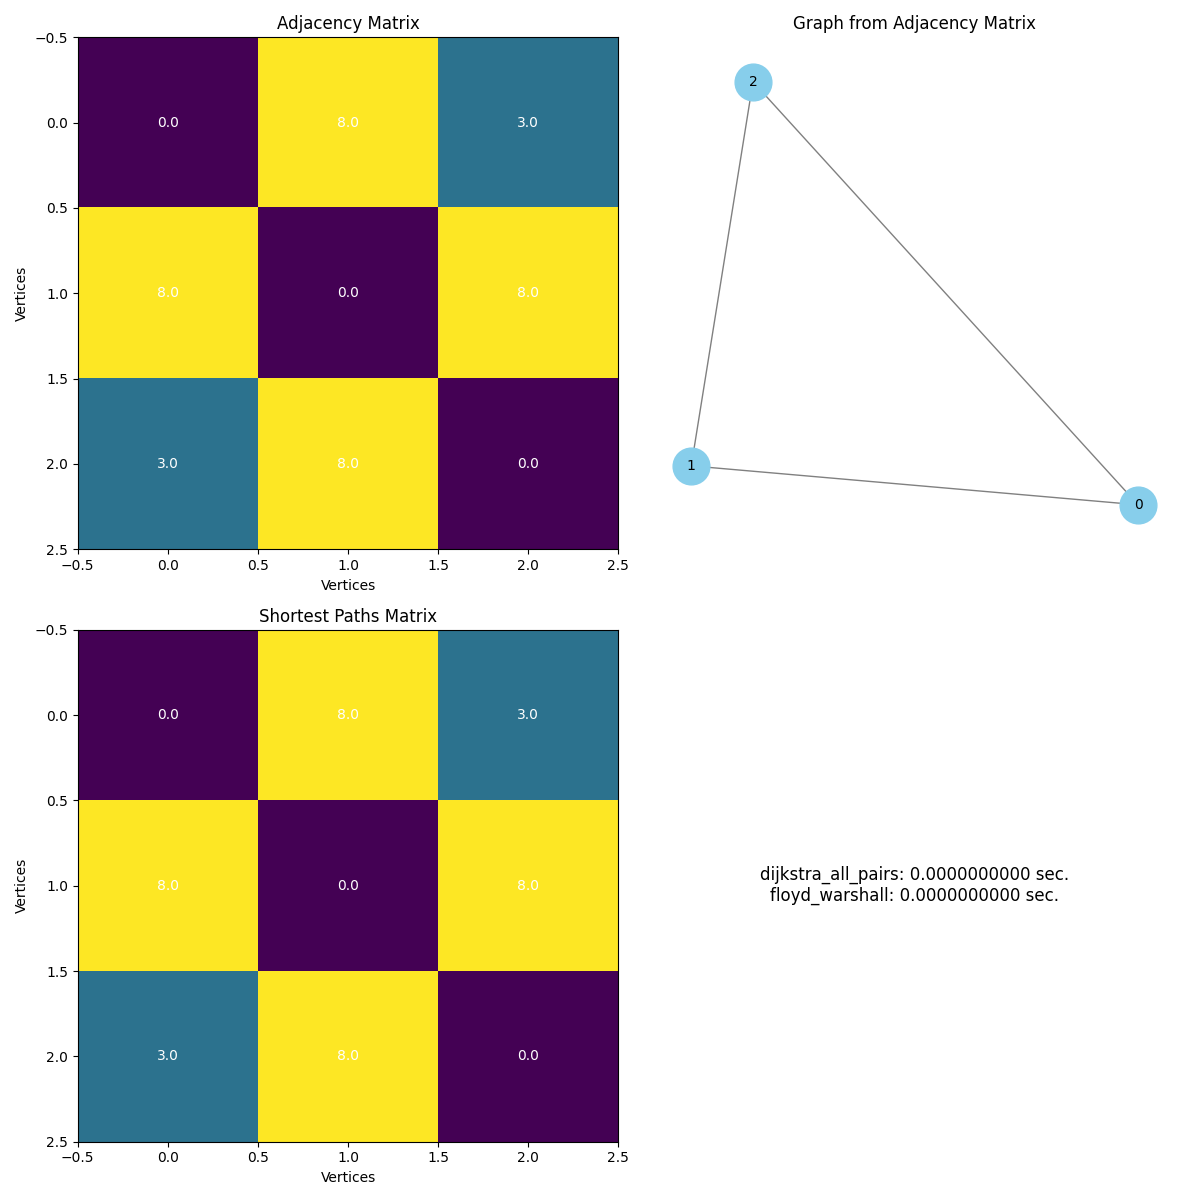 Adjacency Matrix
−0.5
0.0
0.5
1.0
1.5
2.0
2.5
Vertices
0.0 8.0 3.0
8.0 0.0 8.0
3.0 8.0 0.0
−0.5 0.0 0.5 1.0 1.5 2.0 2.5
Vertices
Graph from Adjacency Matrix
2
1
0
Shortest Paths Matrix
−0.5
0.0
0.5
1.0
1.5
2.0
2.5
Vertices
0.0 8.0 3.0
8.0 0.0 8.0
3.0 8.0 0.0
−0.5 0.0 0.5 1.0 1.5 2.0 2.5
Vertices
dijkstra_all_pairs: 0.0000000000 sec.
floyd_warshall: 0.0000000000 sec.